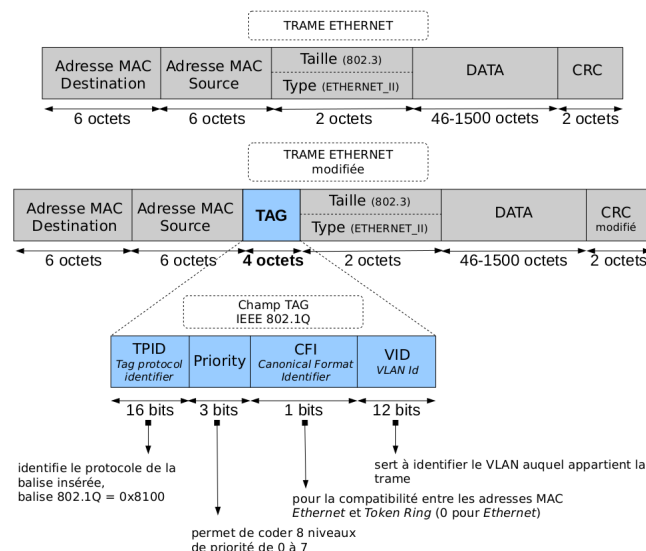 TRAME ETHERNET
Adresse MAC
Destination
Adresse MAC
Source
Taille (802.3)
Type (ETHERNET_II)
DATA
CRC
6 octets
6 octets
2 octets
46-1500 octets
2 octets
TRAME ETHERNET
modifiée
Adresse MAC
Destination
Adresse MAC
Source
TAG
Taille (802.3)
Type (ETHERNET_II)
DATA
CRC
modifié
6 octets
6 octets
4 octets
2 octets
46-1500 octets
2 octets
Champ TAG
IEEE 802.1Q
TPID
Tag protocol
identifier
Priority
CFI
Canonical Format
Identifier
VID
VLAN Id
16 bits
3 bits
1 bits
12 bits
identifie le protocole de la
balise insérée,
balise 802.1Q = 0x8100
permet de coder 8 niveaux
de priorité de 0 à 7
pour la compatibilité entre les adresses MAC
Ethernet et Token Ring (0 pour Ethernet)
sert à identifier le VLAN auquel appartient la
trame